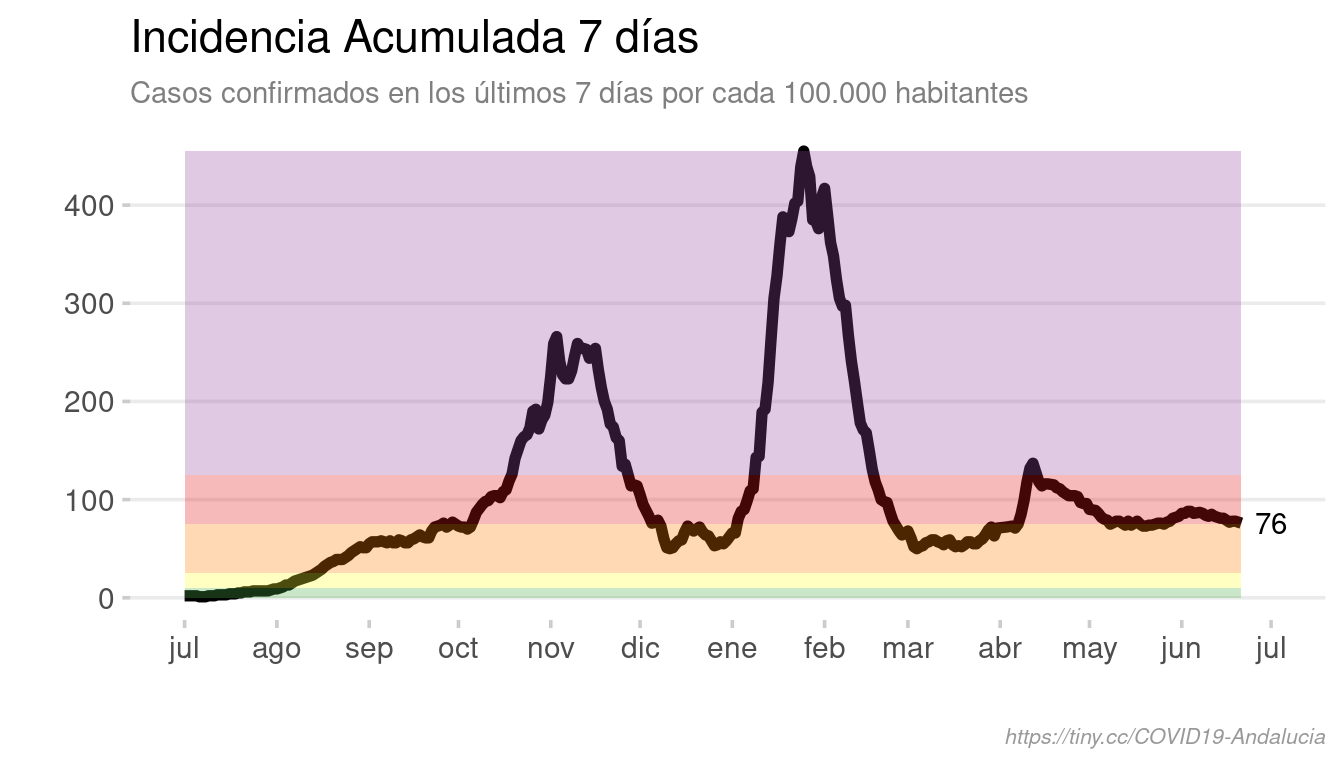 Incidencia Acumulada 7 días
Casos confirmados en los últimos 7 días por cada 100.000 habitantes
400
300
200
100
0
76
jul ago sep oct nov dic ene feb mar abr may jun jul
https://tiny.cc/COVID19-Andalucia